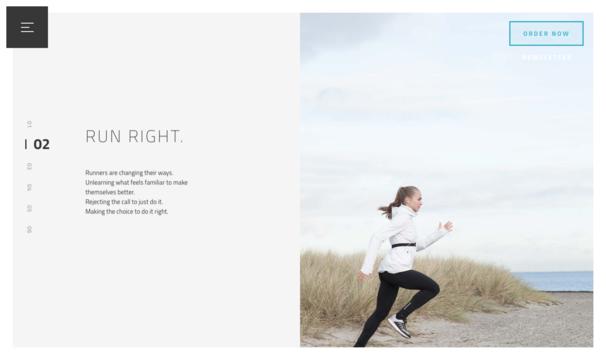 ORDER NOW
NEWSLETTER
01
02
03
04
05
06
RUN RIGHT.
Runners are changing their ways.
Unlearning what feels familiar to make
themselves better.
Rejecting the call to just do it.
Making the choice to do it right.